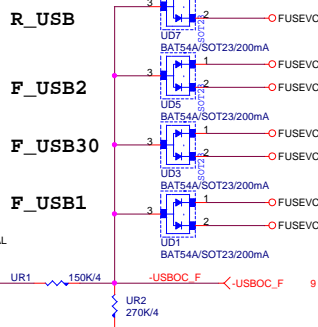 R_USB
3
2
FUSEVC
UD7
BAT54A/SOT23/200mA
SOT23
F_USB2
3
1
FUSEVC
2
FUSEVC
UD5
BAT54A/SOT23/200mA
F_USB30
3
1
FUSEVC
2
FUSEVC
UD3
BAT54A/SOT23/200mA
SOT23
F_USB1
3
1
FUSEVC
2
FUSEVC
UD1
BAT54A/SOT23/200mA
UR1 150K/4
-USBOC_F
-USBOC_F 9
UR2
270K/4